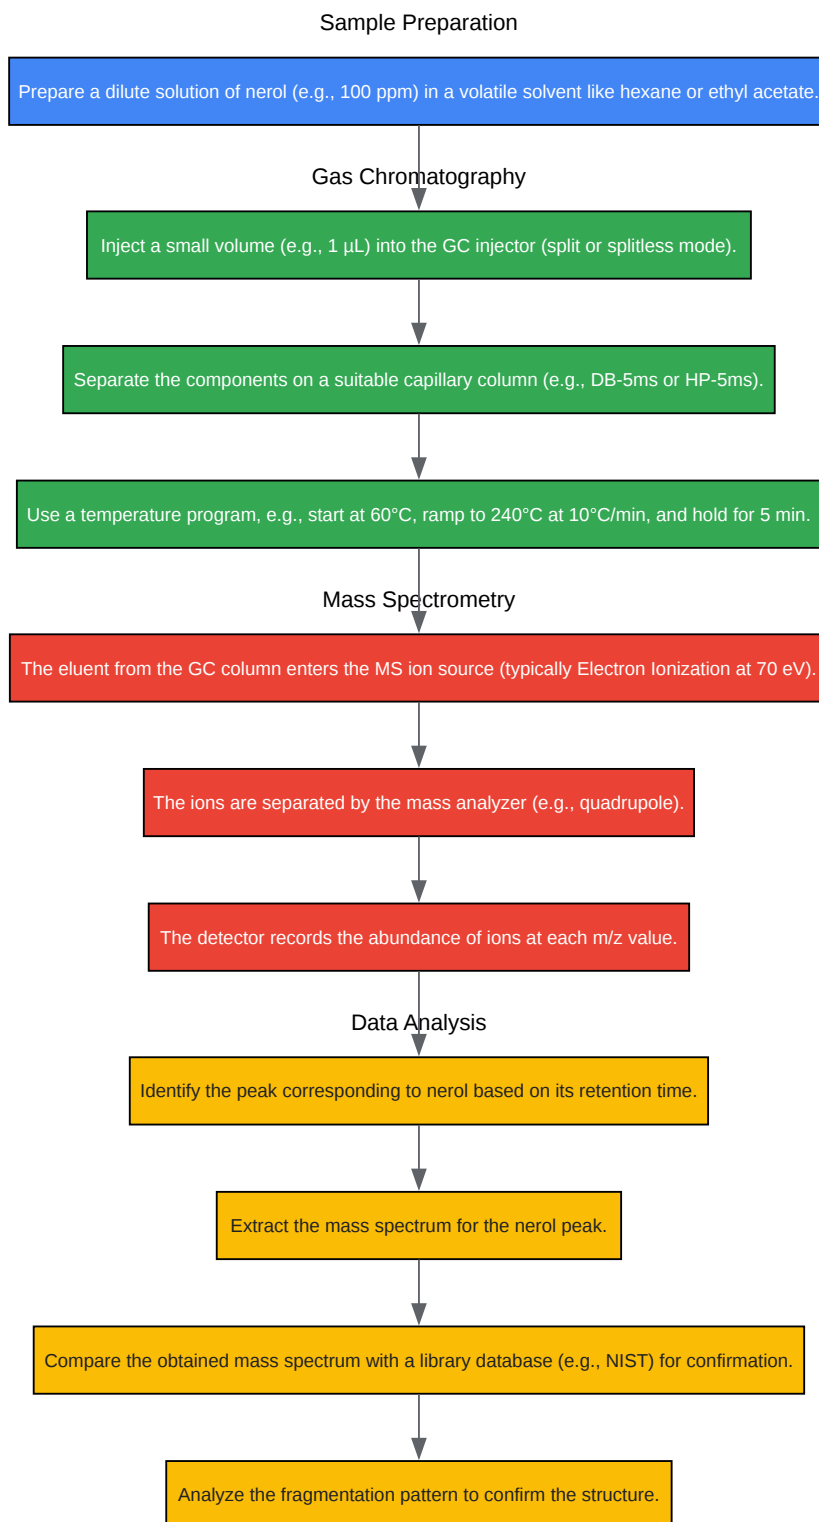 Sample Preparation
Prepare a dilute solution of nerol (e.g., 100 ppm) in a volatile solvent like hexane or ethyl acetate.
Gas Chromatography
Inject a small volume (e.g., 1 µL) into the GC injector (split or splitless mode).
Separate the components on a suitable capillary column (e.g., DB-5ms or HP-5ms).
Use a temperature program, e.g., start at 60°C, ramp to 240°C at 10°C/min, and hold for 5 min.
Mass Spectrometry
The eluent from the GC column enters the MS ion source (typically Electron Ionization at 70 eV).
The ions are separated by the mass analyzer (e.g., quadrupole).
The detector records the abundance of ions at each m/z value.
Data Analysis
Identify the peak corresponding to nerol based on its retention time.
Extract the mass spectrum for the nerol peak.
Compare the obtained mass spectrum with a library database (e.g., NIST) for confirmation.
Analyze the fragmentation pattern to confirm the structure.